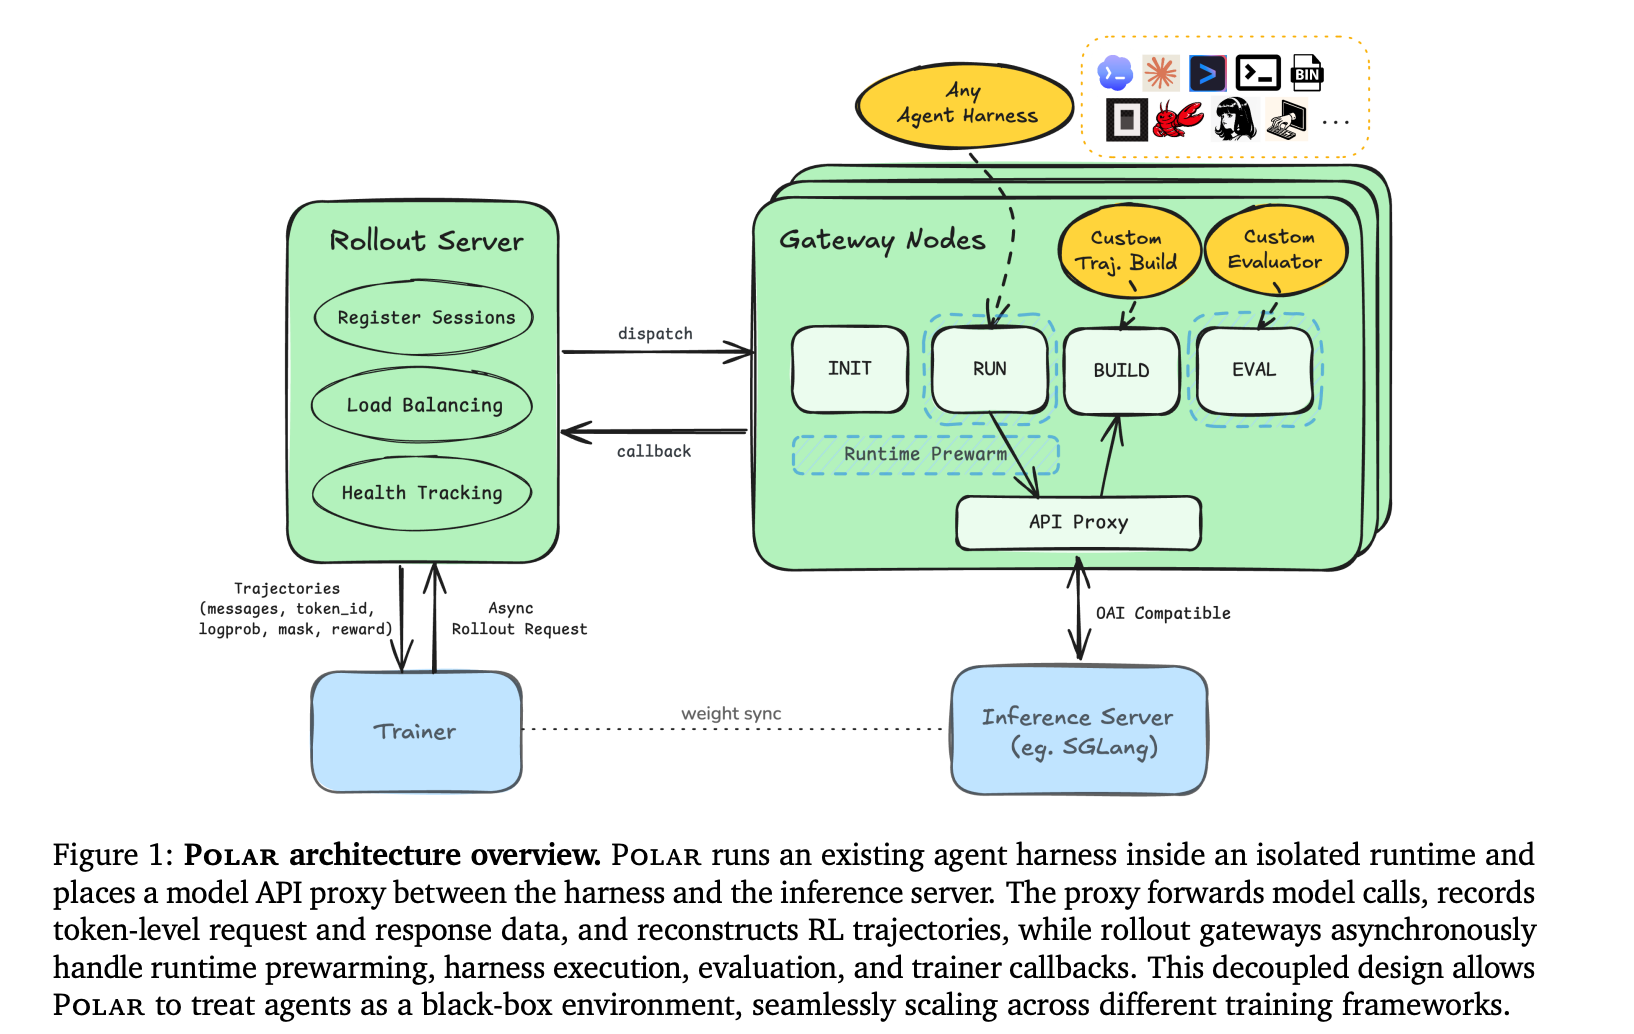 Any
Agent Harness
BIN
...
Rollout Server
Register Sessions
Load Balancing
Health Tracking
dispatch
callback
Gateway Nodes
Custom
Traj. Build
Custom
Evaluator
INIT
RUN
BUILD
EVAL
Runtime Prewarm
API Proxy
Trajectories
(messages, token_id,
logprob, mask, reward)
Async
Rollout Request
OAI Compatible
Trainer
weight sync
Inference Server
(eg. SGLang)
Figure 1: POLAR architecture overview. POLAR runs an existing agent harness inside an isolated runtime and
places a model API proxy between the harness and the inference server. The proxy forwards model calls, records
token-level request and response data, and reconstructs RL trajectories, while rollout gateways asynchronously
handle runtime prewarming, harness execution, evaluation, and trainer callbacks. This decoupled design allows
POLAR to treat agents as a black-box environment, seamlessly scaling across different training frameworks.